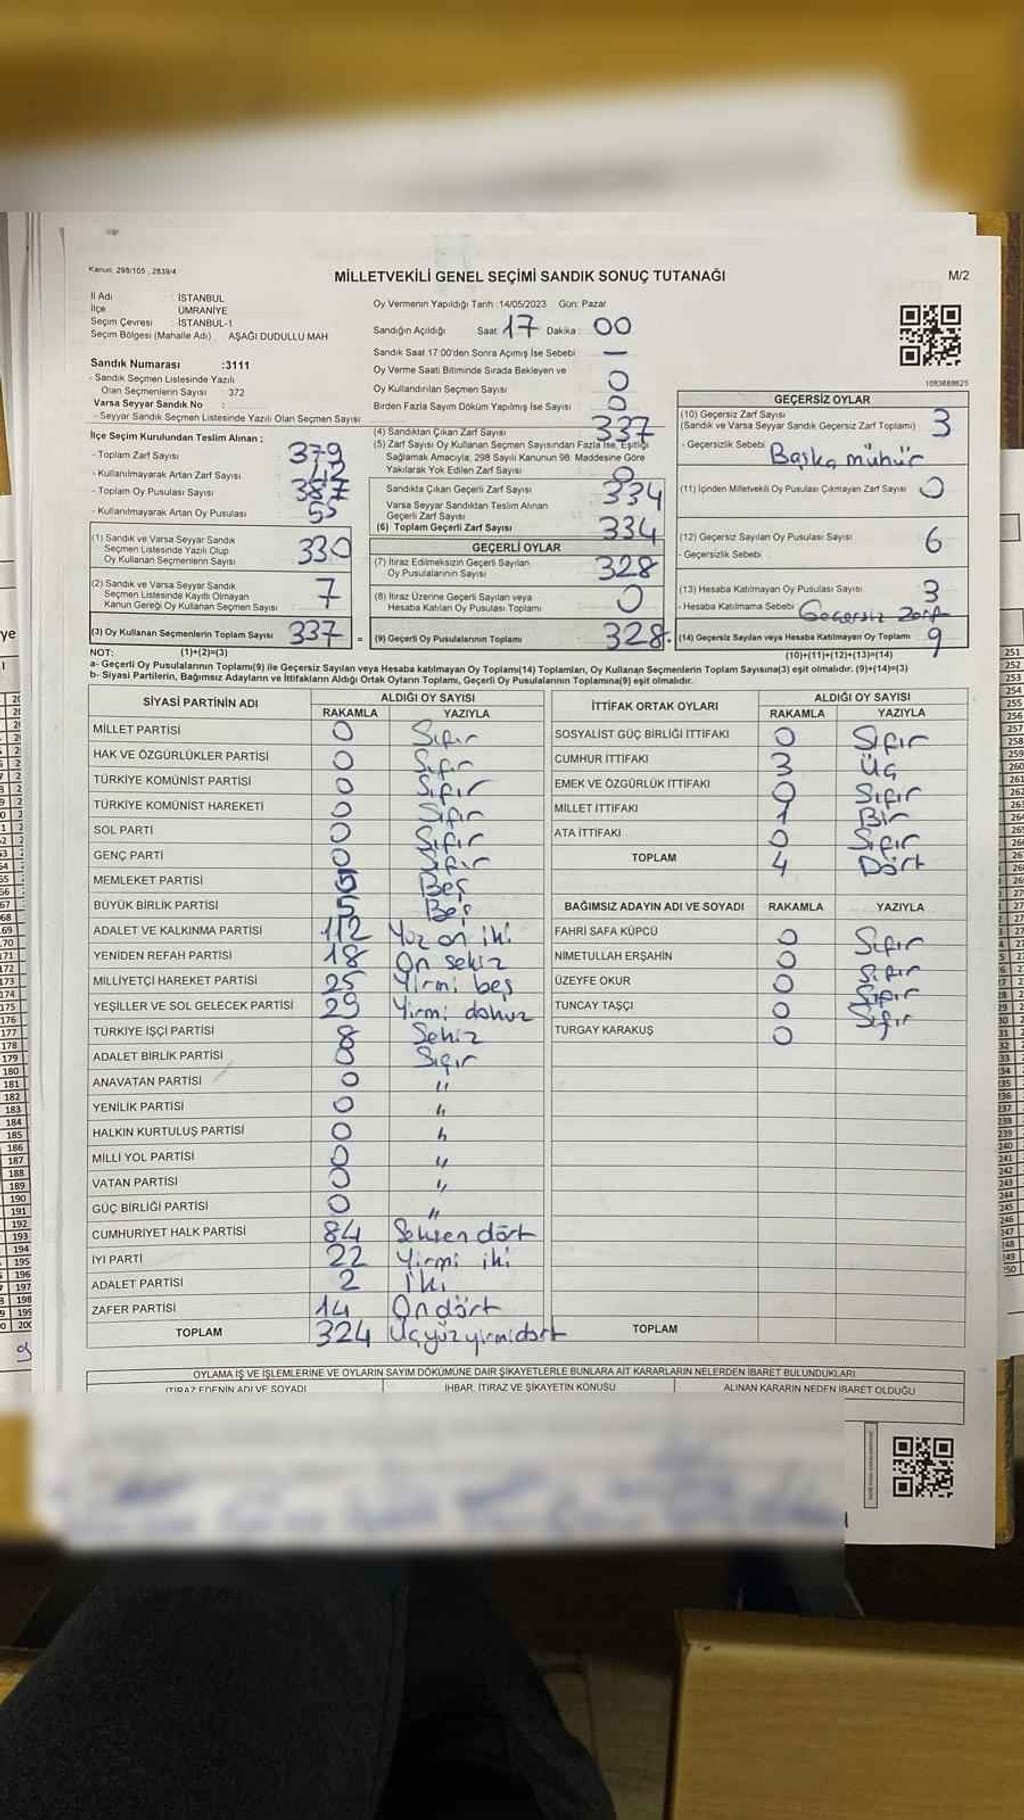 Kanun: 298/105 , 2839/4
MİLLETVEKİLİ GENEL SEÇİMİ SANDIK SONUÇ TUTANAĞI
M/2
İl Adı : İSTANBUL
İlçe : ÜMRANİYE
Seçim Çevresi : İSTANBUL-1
Seçim Bölgesi (Mahalle Adı) : AŞAĞI DUDULLU MAH
Sandık Numarası :3111
- Sandık Seçmen Listesinde Yazılı
Olan Seçmenlerin Sayısı : 372
Varsa Seyyar Sandık No :
- Seyyar Sandık Seçmen Listesinde Yazılı Olan Seçmen Sayısı
Oy Vermenin Yapıldığı Tarih :14/05/2023 Gün: Pazar
Sandığın Açıldığı Saat: 17 Dakika: 00
Sandık Saat 17:00'den Sonra Açımış İse Sebebi —
Oy Verme Saati Bitiminde Sırada Bekleyen ve
Oy Kullandırılan Seçmen Sayısı 0
Birden Fazla Sayım Döküm Yapılmış İse Sayısı 0
1083688625
İlçe Seçim Kurulundan Teslim Alınan ;
- Toplam Zarf Sayısı 379
- Kullanılmayarak Artan Zarf Sayısı 42
- Toplam Oy Pusulası Sayısı 387
- Kullanılmayarak Artan Oy Pusulası 55
(1) Sandık ve Varsa Seyyar Sandık
Seçmen Listesinde Yazılı Olup
Oy Kullanan Seçmenlerin Sayısı 330
(2) Sandık ve Varsa Seyyar Sandık
Seçmen Listesinde Kayıtlı Olmayan
Kanun Gereği Oy Kullanan Seçmen Sayısı 7
(3) Oy Kullanan Seçmenlerin Toplam Sayısı 337 =
(4) Sandıktan Çıkan Zarf Sayısı 337
(5) Zarf Sayısı Oy Kullanan Seçmen Sayısından Fazla İse, Eşitliği
Sağlamak Amacıyla, 298 Sayılı Kanunun 98. Maddesine Göre
Yakılarak Yok Edilen Zarf Sayısı 0
Sandıkta Çıkan Geçerli Zarf Sayısı 334
Varsa Seyyar Sandıktan Teslim Alınan
Geçerli Zarf Sayısı
(6) Toplam Geçerli Zarf Sayısı 334
GEÇERLİ OYLAR
(7) İtiraz Edilmeksizin Geçerli Sayılan
Oy Pusulalarının Sayısı 328
(8) İtiraz Üzerine Geçerli Sayılan veya
Hesaba Katılan Oy Pusulası Toplamı 0
(9) Geçerli Oy Pusulalarının Toplamı 328
GEÇERSİZ OYLAR
(10) Geçersiz Zarf Sayısı
(Sandık ve Varsa Seyyar Sandık Geçersiz Zarf Toplamı) 3
- Geçersizlik Sebebi Başka mühür
(11) İçinden Milletvekili Oy Pusulası Çıkmayan Zarf Sayısı 0
(12) Geçersiz Sayılan Oy Pusulası Sayısı 6
- Geçersizlik Sebebi
(13) Hesaba Katılmayan Oy Pusulası Sayısı 3
- Hesaba Katılmama Sebebi Geçersiz zarf
(14) Geçersiz Sayılan veya Hesaba Katılmayan Oy Toplamı 9
NOT: (1)+(2)=(3)
(10)+(11)+(12)+(13)=(14)
a- Geçerli Oy Pusulalarının Toplamı(9) ile Geçersiz Sayılan veya Hesaba katılmayan Oy Toplam(14) Toplamları, Oy Kullanan Seçmenlerin Toplam Sayısına(3) eşit olmalıdır. (9)+(14)=(3)
b- Siyasi Partilerin, Bağımsız Adayların ve İttifakların Aldığı Ortak Oyların Toplamı, Geçerli Oy Pusulalarının Toplamına(9) eşit olmalıdır.
SİYASİ PARTİNİN ADI ALDIĞI OY SAYISI
RAKAMLA YAZIYLA
MİLLET PARTİSİ 0 Sıfır
HAK VE ÖZGÜRLÜKLER PARTİSİ 0 Sıfır
TÜRKİYE KOMÜNİST PARTİSİ 0 Sıfır
TÜRKİYE KOMÜNİST HAREKETİ 0 Sıfır
SOL PARTİ 0 Sıfır
GENÇ PARTİ 0 Sıfır
MEMLEKET PARTİSİ 5 Beş
BÜYÜK BİRLİK PARTİSİ 5 Beş
ADALET VE KALKINMA PARTİSİ 112 Yüz on iki
YENİDEN REFAH PARTİSİ 18 On sekiz
MİLLİYETÇİ HAREKET PARTİSİ 25 Yirmi beş
YEŞİLLER VE SOL GELECEK PARTİSİ 29 Yirmi dokuz
TÜRKİYE İŞÇİ PARTİSİ 8 Sekiz
ADALET BİRLİK PARTİSİ 0 Sıfır
ANAVATAN PARTİSİ 0 "
YENİLİK PARTİSİ 0 "
HALKIN KURTULUŞ PARTİSİ 0 "
MİLLİ YOL PARTİSİ 0 "
VATAN PARTİSİ 0 "
GÜÇ BİRLİĞİ PARTİSİ 0 "
CUMHURİYET HALK PARTİSİ 84 Seksen dört
İYİ PARTİ 22 Yirmi iki
ADALET PARTİSİ 2 İki
ZAFER PARTİSİ 14 On dört
TOPLAM 324 Üçyüzyirmidört
İTTİFAK ORTAK OYLARI ALDIĞI OY SAYISI
RAKAMLA YAZIYLA
SOSYALİST GÜÇ BİRLİĞİ İTTİFAKI 0 Sıfır
CUMHUR İTTİFAKI 3 Üç
EMEK VE ÖZGÜRLÜK İTTİFAKI 0 Sıfır
MİLLET İTTİFAKI 1 Bir
ATA İTTİFAKI 0 Sıfır
TOPLAM 4 Dört
BAĞIMSIZ ADAYIN ADI VE SOYADI RAKAMLA YAZIYLA
FAHRİ SAFA KÜPCÜ 0 Sıfır
NİMETULLAH ERŞAHİN 0 Sıfır
ÜZEYFE OKUR 0 Sıfır
TUNCAY TAŞÇI 0 Sıfır
TURGAY KARAKUŞ 0
TOPLAM
OYLAMA İŞ VE İŞLEMLERİNE VE OYLARIN SAYIM DÖKÜMÜNE DAİR ŞİKAYETLERLE BUNLARA AİT KARARLARIN NELERDEN İBARET BULUNDUKLARI
İTİRAZ EDENİN ADI VE SOYADI İHBAR, İTİRAZ VE ŞİKAYETİN KONUSU ALINAN KARARIN NEDEN İBARET OLDUĞU